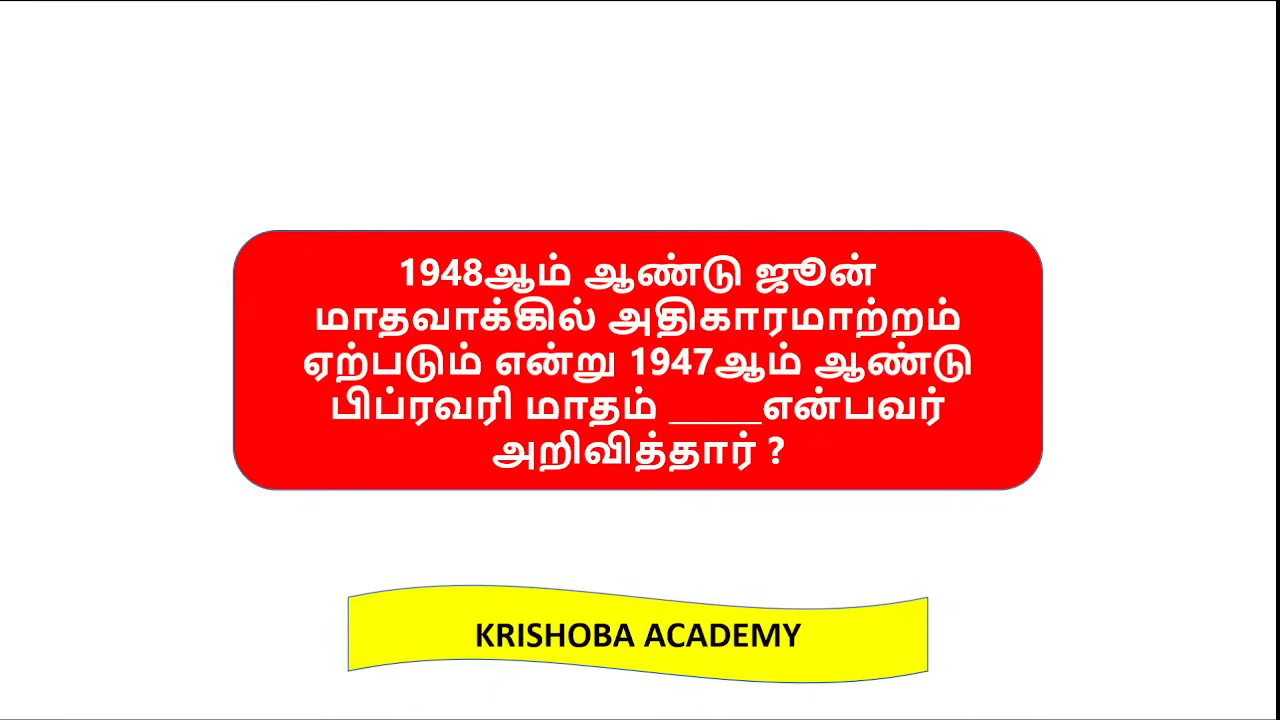 1948ஆம் ஆண்டு ஜூன்
மாதவாக்கில் அதிகாரமாற்றம்
ஏற்படும் என்று 1947ஆம் ஆண்டு
பிப்ரவரி மாதம் _____என்பவர்
அறிவித்தார் ?
KRISHOBA ACADEMY